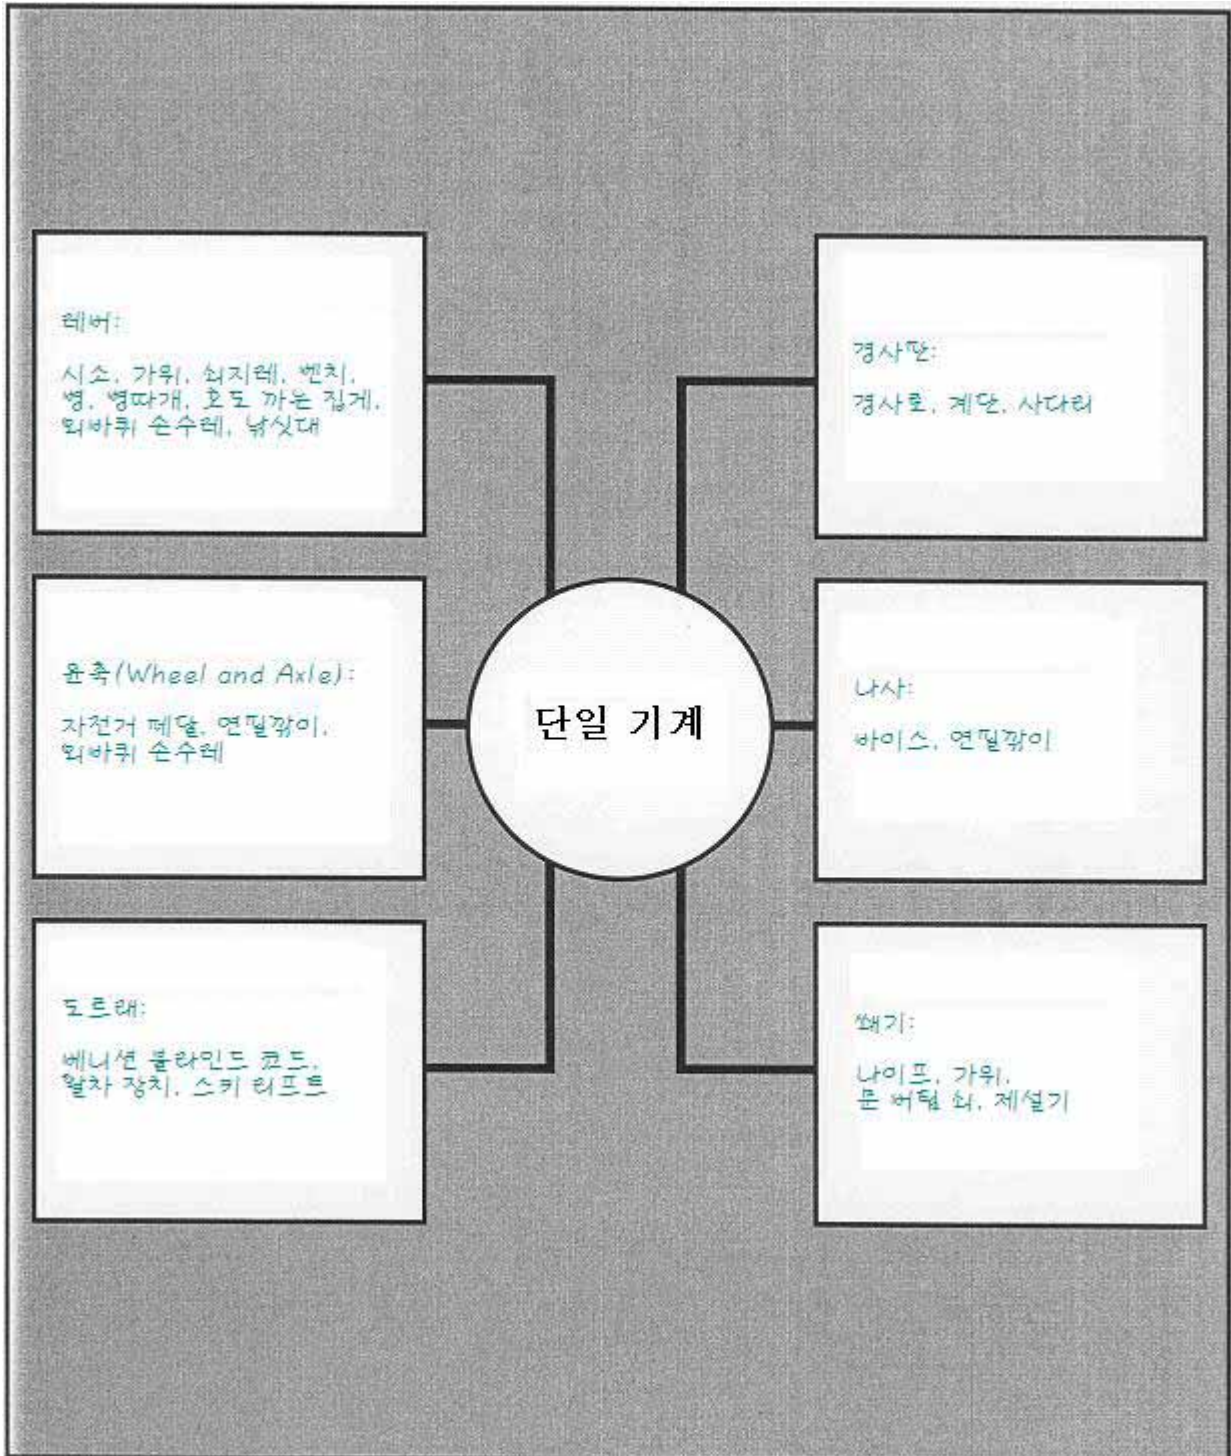 레버:
시소, 가위, 쇠지레, 벤치,
병, 병따개, 호도 까는 집게,
외바퀴 손수레, 낚싯대
윤축(Wheel and Axle):
자전거 페달, 연필깎이,
외바퀴 손수레
도르래:
베니션 블라인드 코드,
활차 장치, 스키 리프트
단일 기계
경사판:
경사로, 계단, 사다리
나사:
바이스, 연필깎이
쐐기:
나이프, 가위,
문 버팀 쇠, 제설기